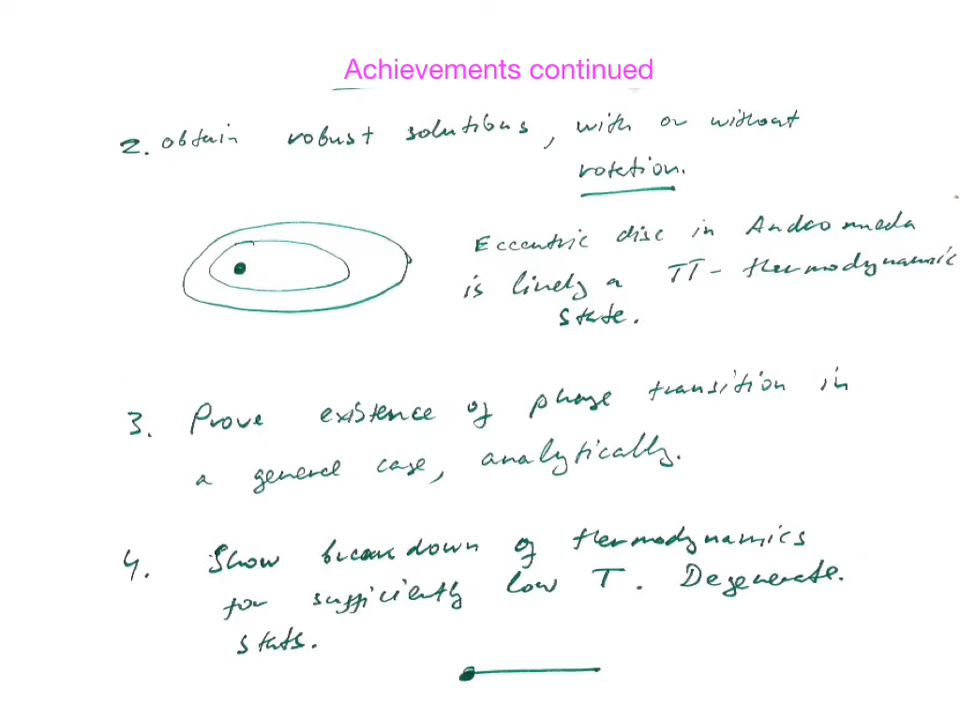 Achievements continued
2. obtain robust solutions, with or without
rotation.
Eccentric disc in Andromeda
is likely a TT- thermodynamic
state.
3. Prove existence of phase transition in
a general case, analytically.
4. Show breakdown of thermodynamics
for sufficiently low T. Degenerate.
stats.